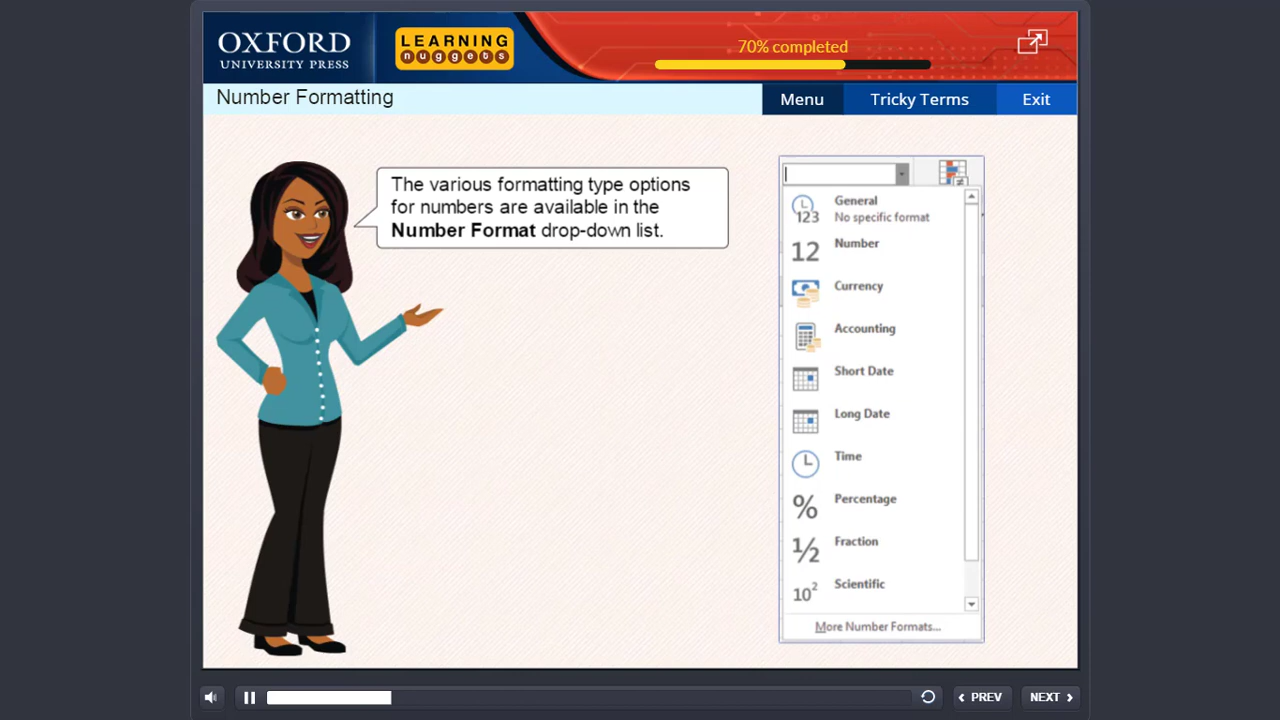 OXFORD
UNIVERSITY PRESS
LEARNING
nuggets
70% completed
Number Formatting
Menu
Tricky Terms
Exit
The various formatting type options
for numbers are available in the
Number Format drop-down list.
General
No specific format
123
12
Number
Currency
Accounting
Short Date
Long Date
Time
%
Percentage
½
Fraction
10²
Scientific
More Number Formats...
PREV
NEXT